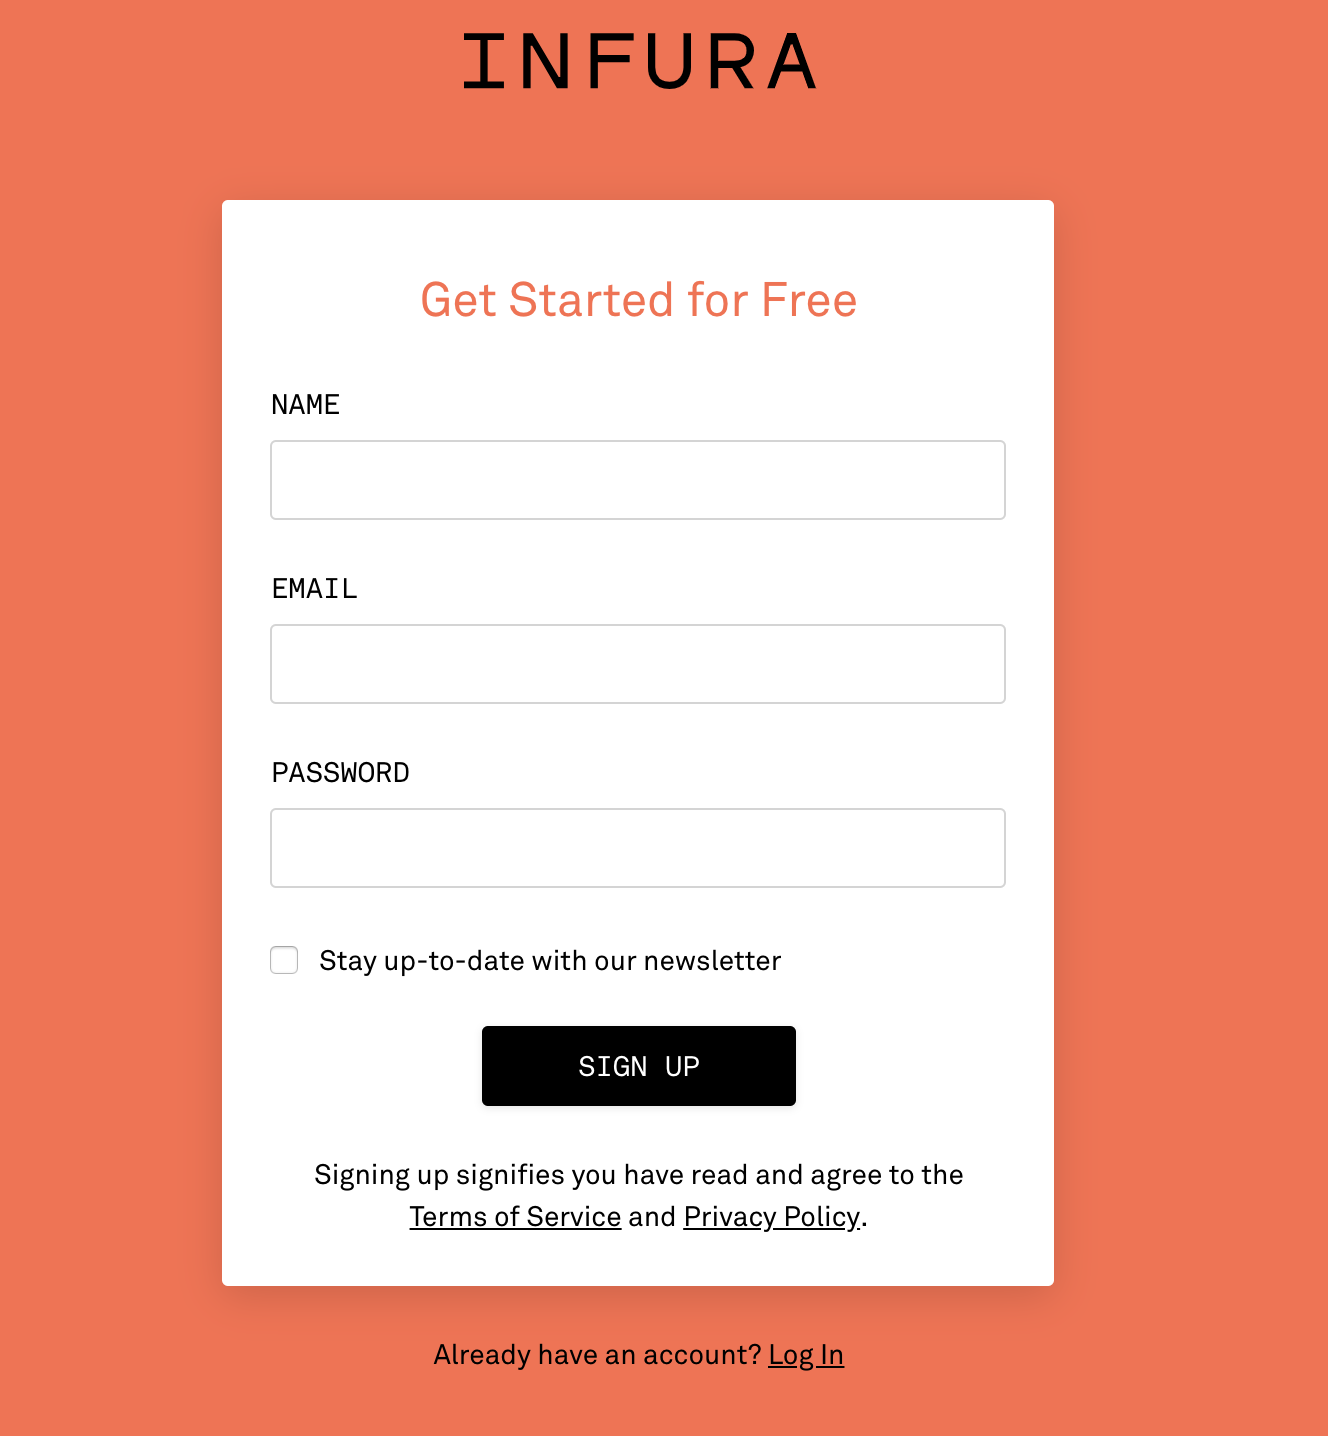 INFURA
Get Started for Free
NAME
EMAIL
PASSWORD
Stay up-to-date with our newsletter
SIGN UP
Signing up signifies you have read and agree to the
Terms of Service and Privacy Policy.
Already have an account? Log In